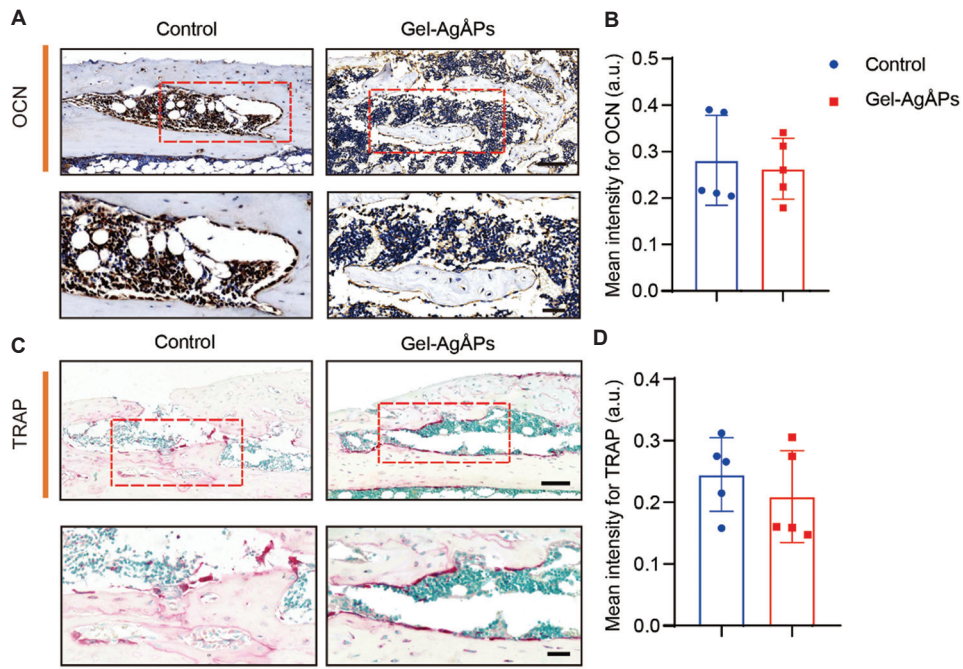 A
Control
Gel-AgÅPs
OCN
B
Mean intensity for OCN (a.u.)
0.5
0.4
0.3
0.2
0.1
0.0
Control
Gel-AgÅPs
C
Control
Gel-AgÅPs
TRAP
D
Mean intensity for TRAP (a.u.)
0.4
0.3
0.2
0.1
0.0